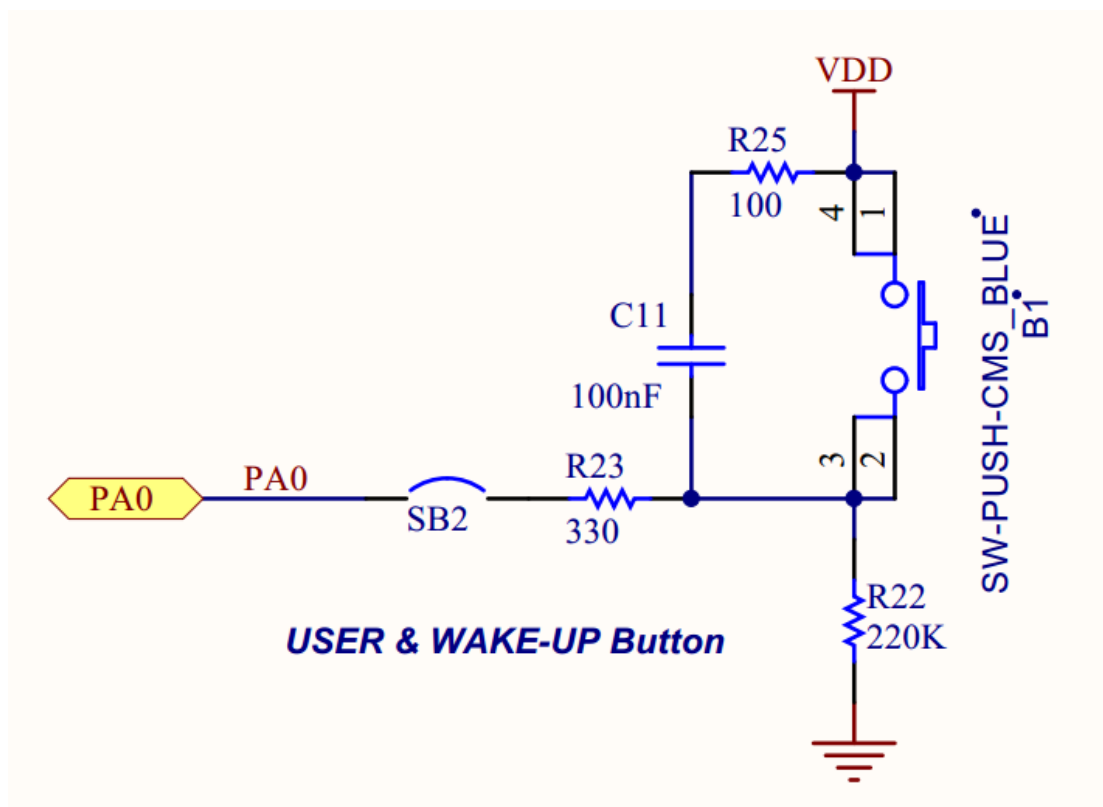 VDD
R25
100
4
1
C11
100nF
SW-PUSH-CMS_BLUE
B1
PA0
PA0
SB2
R23
330
3
2
R22
220K
USER & WAKE-UP Button